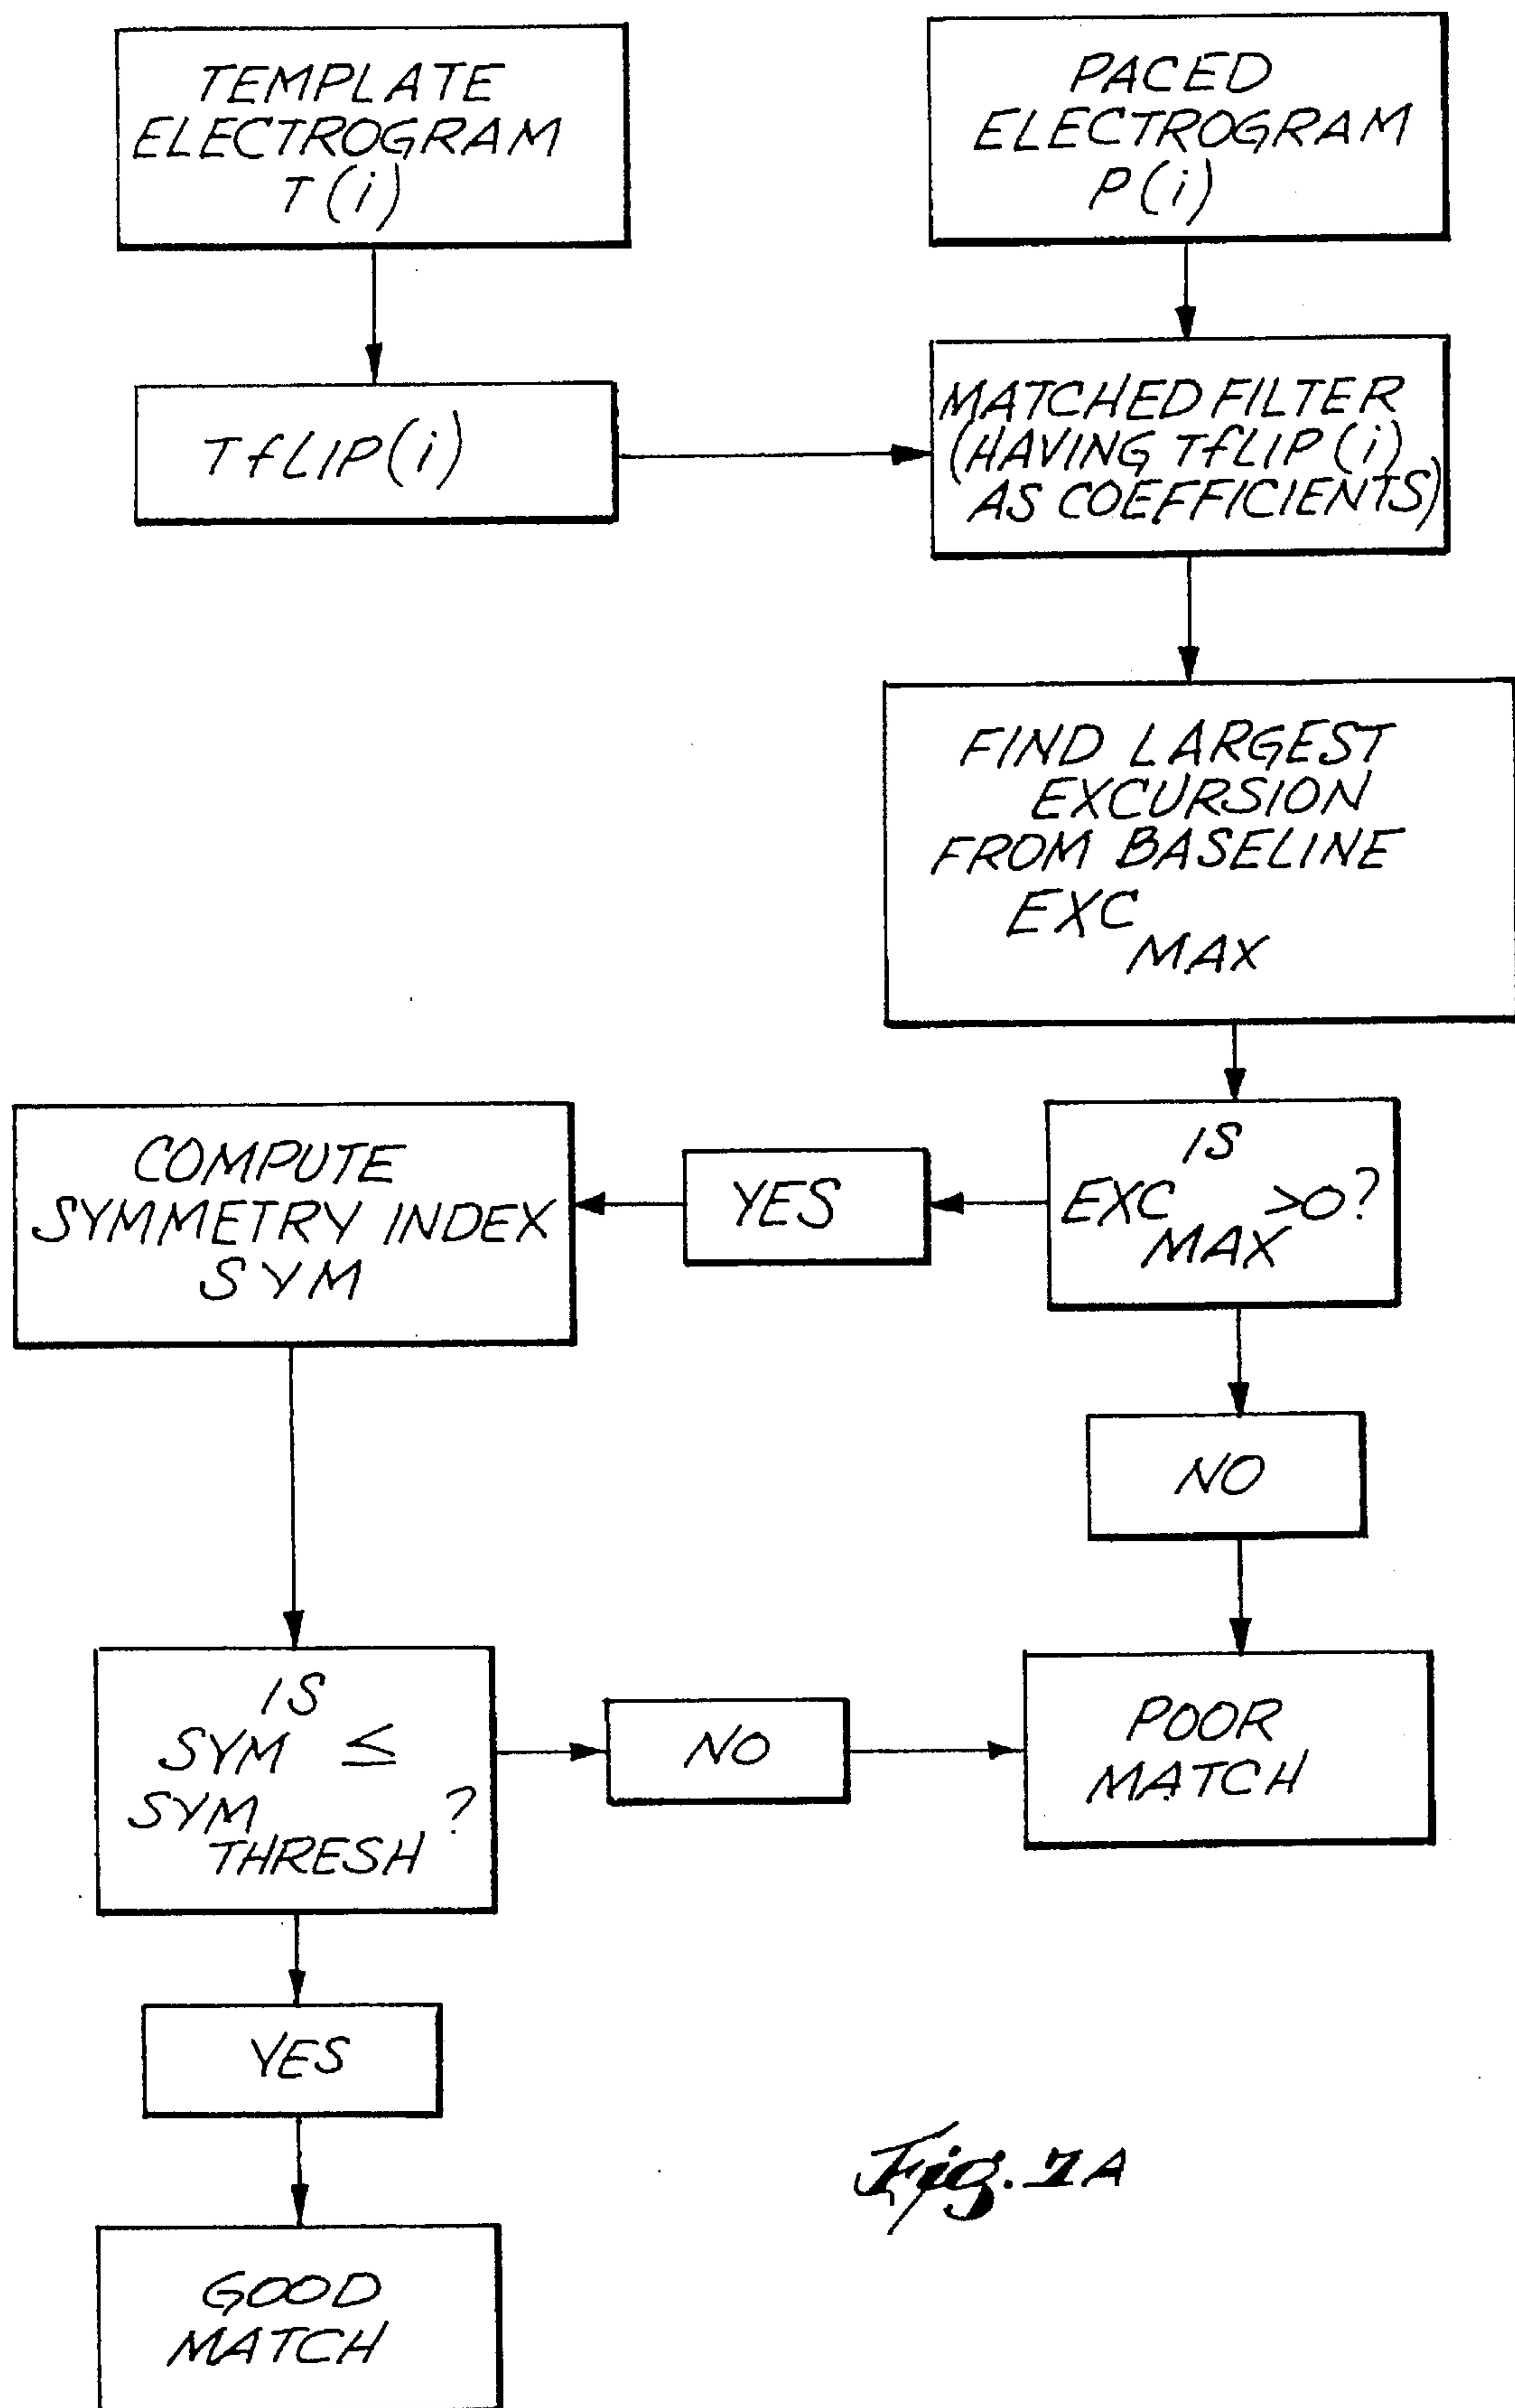 TEMPLATE
ELECTROGRAM
T(i)
PACED
ELECTROGRAM
P(i)
TfLIP(i)
MATCHED FILTER
(HAVING TfLIP(i)
AS COEFFICIENTS)
FIND LARGEST
EXCURSION
FROM BASELINE
EXC
MAX
IS
EXC >0?
MAX
YES
COMPUTE
SYMMETRY INDEX
SYM
NO
IS
SYM ≤
SYM ?
THRESH
NO
POOR
MATCH
YES
GOOD
MATCH
Fig. 7A